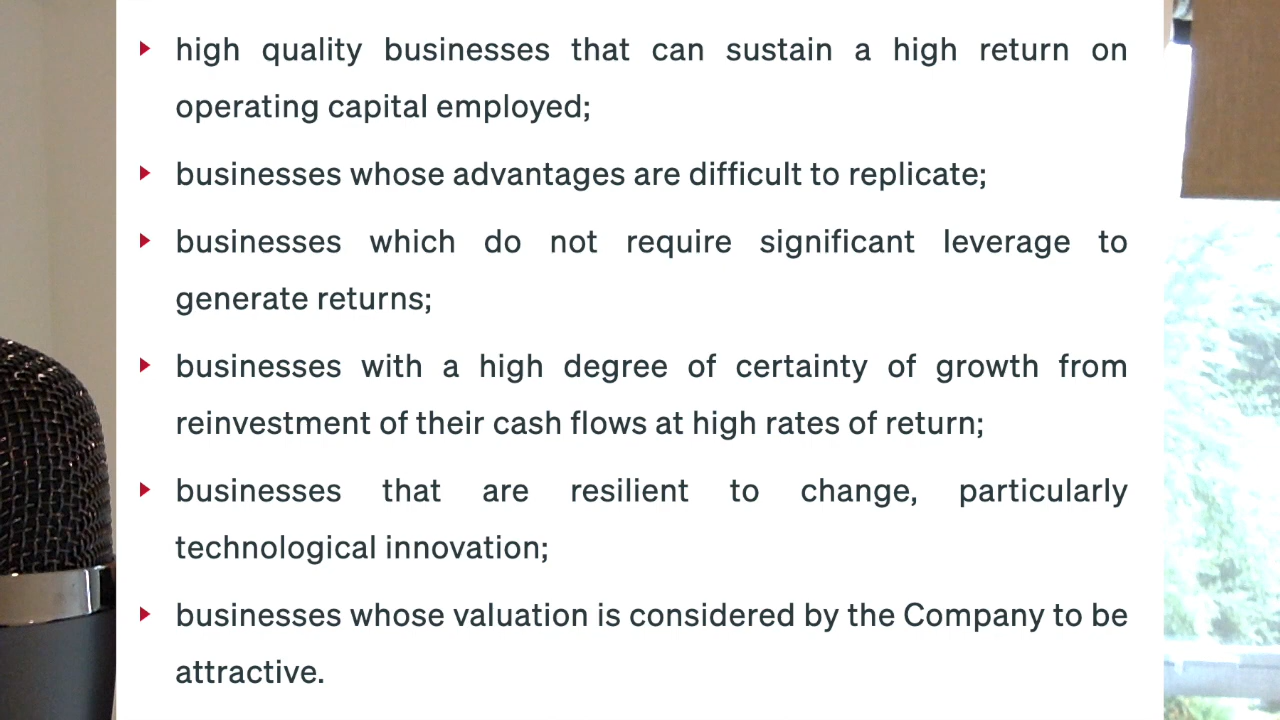 high quality businesses that can sustain a high return on
operating capital employed;
businesses whose advantages are difficult to replicate;
businesses which do not require significant leverage to
generate returns;
businesses with a high degree of certainty of growth from
reinvestment of their cash flows at high rates of return;
businesses that are resilient to change, particularly
technological innovation;
businesses whose valuation is considered by the Company to be
attractive.